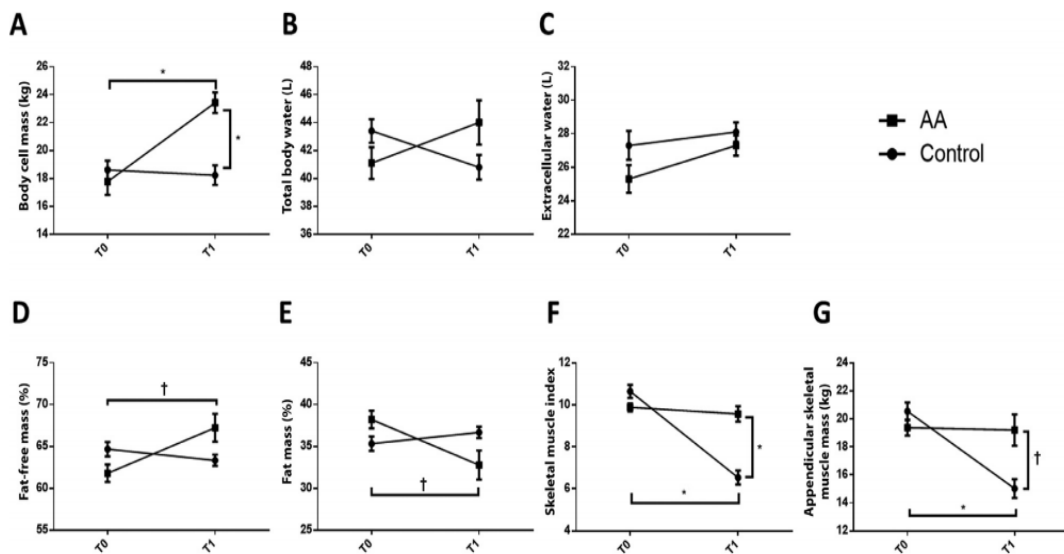 A
Body cell mass (kg)
26
24
22
20
18
16
14
*
*
T0
T1
B
Total body water (L)
48
46
44
42
40
38
36
T0
T1
C
Extracellular water (L)
32
30
28
26
24
22
T0
T1
AA
Control
D
Fat-free mass (%)
75
70
65
60
55
†
T0
T1
E
Fat mass (%)
45
40
35
30
25
†
T0
T1
F
Skeletal muscle index
12
10
8
6
4
*
*
T0
T1
G
Appendicular skeletal
muscle mass (kg)
24
22
20
18
16
14
12
†
*
T0
T1